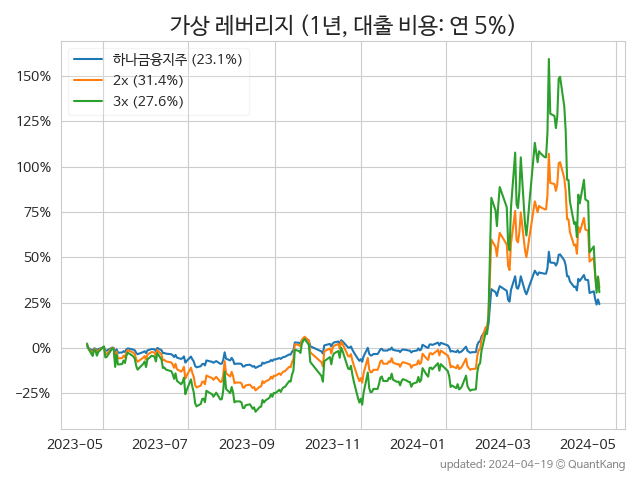 가상 레버리지 (1년, 대출 비용: 연 5%)
하나금융지주 (23.1%)
2x (31.4%)
3x (27.6%)
150%
125%
100%
75%
50%
25%
0%
−25%
2023-05 2023-07 2023-09 2023-11 2024-01 2024-03 2024-05
updated: 2024-04-19 © QuantKang